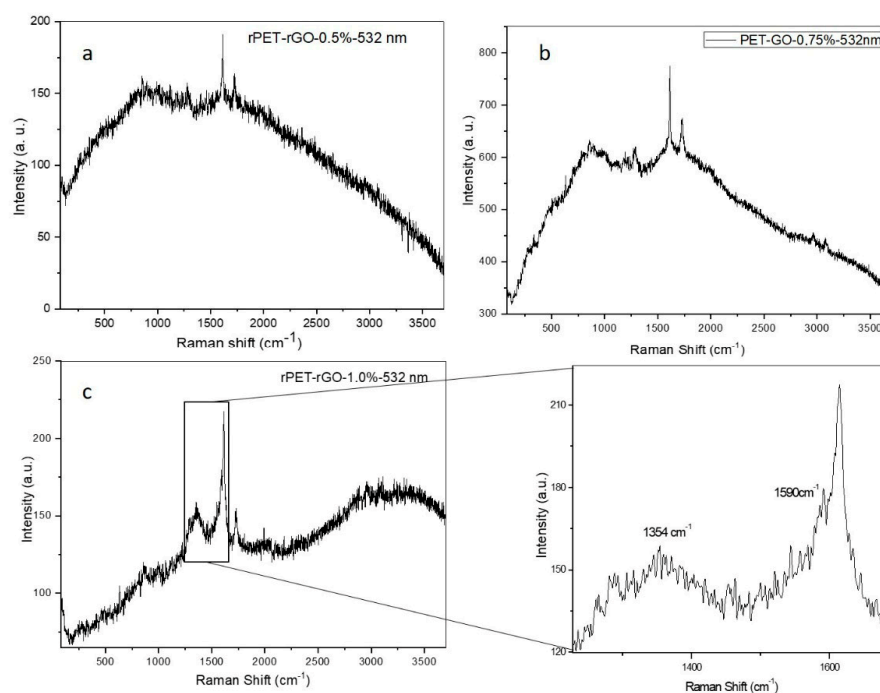 a
rPET-rGO-0.5%-532 nm
200
150
100
50
0
Intensity (a. u.)
500 1000 1500 2000 2500 3000 3500
Raman shift (cm⁻¹)
b
PET-GO-0.75%-532nm
800
700
600
500
400
300
Intensity (a. u.)
500 1000 1500 2000 2500 3000 3500
Raman Shift (cm⁻¹)
c
rPET-rGO-1.0%-532 nm
250
200
150
100
Intensity (a.u.)
500 1000 1500 2000 2500 3000 3500
Raman Shift (cm⁻¹)
210
180
150
120
Intensity (a.u.)
1354 cm⁻¹
1590cm⁻¹
1400 1600
Raman Shift (cm⁻¹)